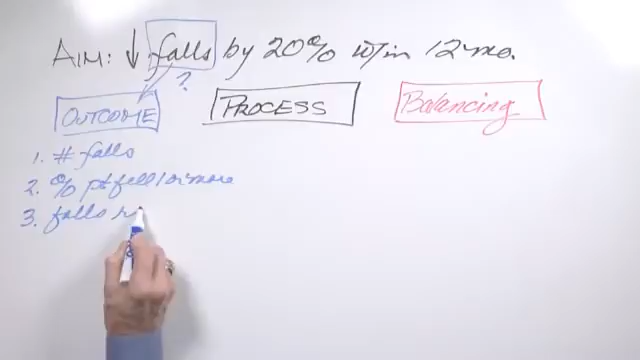 AIM: ↓ falls by 20% w/in 12 mo.
?
OUTCOME PROCESS Balancing
1. # falls
2. % pt fell 1 or more
3. falls r